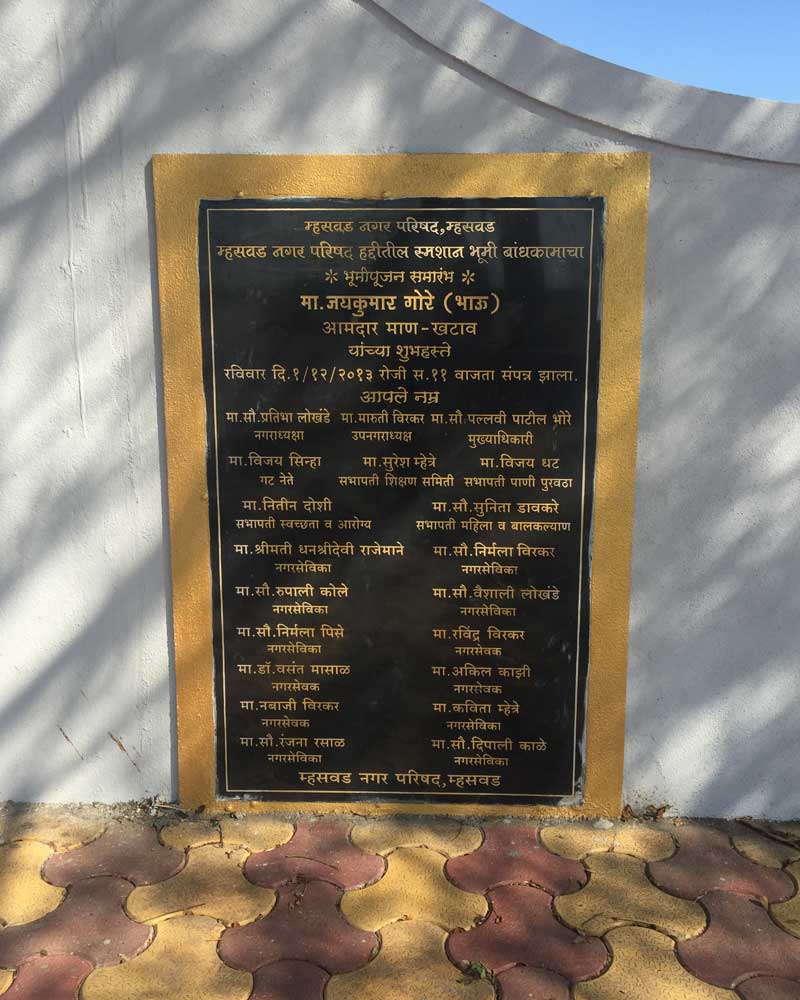 म्हसवड नगर परिषद,म्हसवड
म्हसवड नगर परिषद हद्दीतील स्मशान भूमी बांधकामाचा
* भूमीपूजन समारंभ *
मा.जयकुमार गोरे (भाऊ)
आमदार माण-खटाव
यांच्या शुभहस्ते
रविवार दि.१/१२/२०१३ रोजी स.११ वाजता संपन्न झाला.
आपले नम्र
मा.सौ.प्रतिभा लोखंडे मा.मारुती विरकर मा.सौ.पल्लवी पाटील भोरे
नगराध्यक्षा उपनगराध्यक्ष मुख्याधिकारी
मा.विजय सिन्हा मा.सुरेश म्हेत्रे मा.विजय धट
गट नेते सभापती शिक्षण समिती सभापती पाणी पुरवठा
मा.नितीन दोशी मा.सौ.सुनिता डावकरे
सभापती स्वच्छता व आरोग्य सभापती महिला व बालकल्याण
मा.श्रीमती धनश्रीदेवी राजेमाने मा.सौ.निर्मला विरकर
नगरसेविका नगरसेविका
मा.सौ.रुपाली कोले मा.सौ.वैशाली लोखंडे
नगरसेविका नगरसेविका
मा.सौ.निर्मला पिसे मा.रविंद्र विरकर
नगरसेविका नगरसेवक
मा.डॉ.वसंत मासाळ मा.अकिल काझी
नगरसेवक नगरसेवक
मा.नबाजी विरकर मा.कविता म्हेत्रे
नगरसेवक नगरसेविका
मा.सौ.रंजना रसाळ मा.सौ.दिपाली काळे
नगरसेविका नगरसेविका
म्हसवड नगर परिषद,म्हसवड